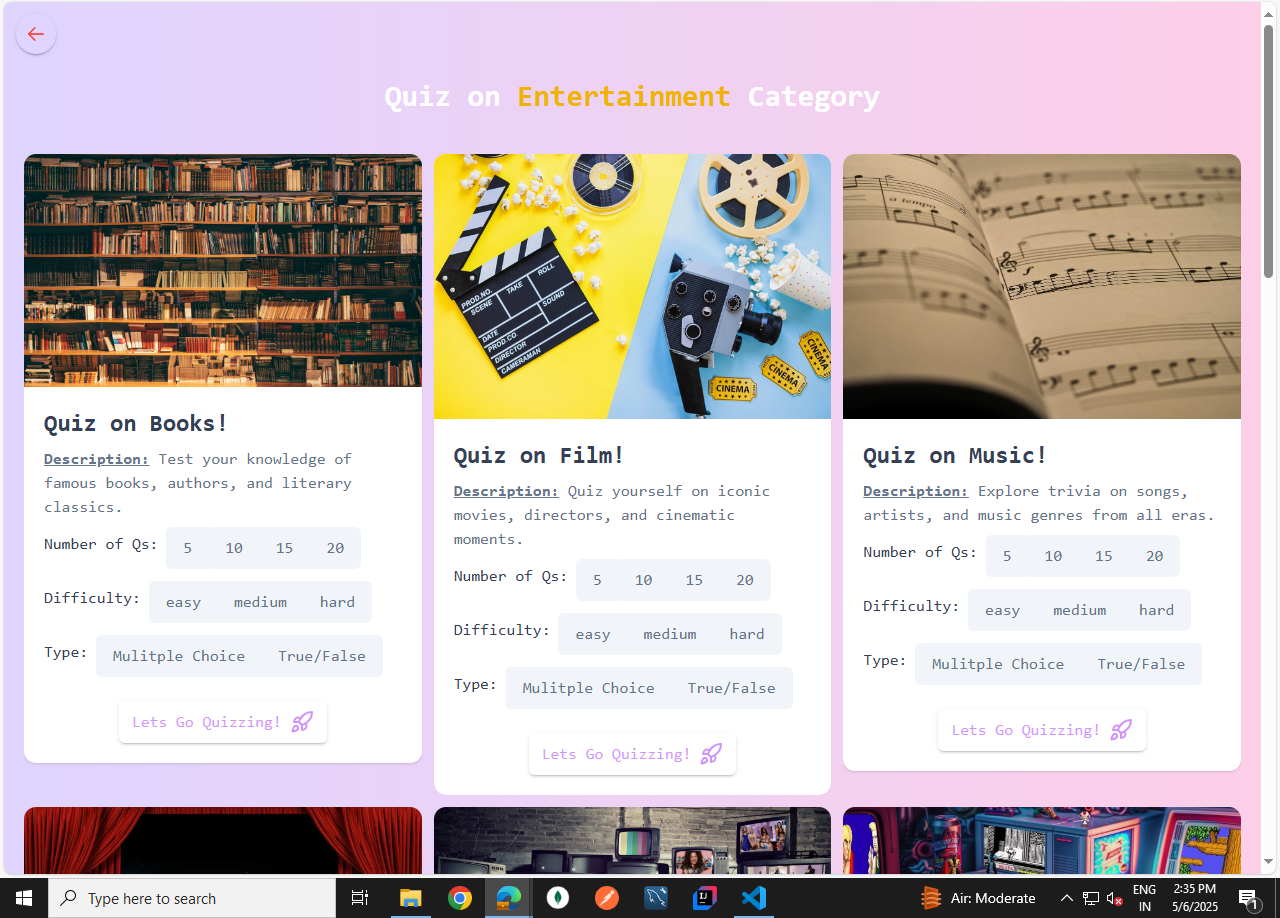 Quiz on Entertainment Category
a tempo
PROD.NO.
SCENE
TAKE
ROLL
SOUND
DATE
PROD.CO.
DIRECTOR
CAMERAMAN
CINEMA
CINEMA
CINEMA
Quiz on Books!
Description: Test your knowledge of
famous books, authors, and literary
classics.
Number of Qs:
5 10 15 20
Difficulty:
easy medium hard
Type:
Mulitple Choice True/False
Lets Go Quizzing!
Quiz on Film!
Description: Quiz yourself on iconic
movies, directors, and cinematic
moments.
Number of Qs:
5 10 15 20
Difficulty:
easy medium hard
Type:
Mulitple Choice True/False
Lets Go Quizzing!
Quiz on Music!
Description: Explore trivia on songs,
artists, and music genres from all eras.
Number of Qs:
5 10 15 20
Difficulty:
easy medium hard
Type:
Mulitple Choice True/False
Lets Go Quizzing!
Type here to search
IJ
Air: Moderate
ENG
IN
2:35 PM
5/6/2025
1